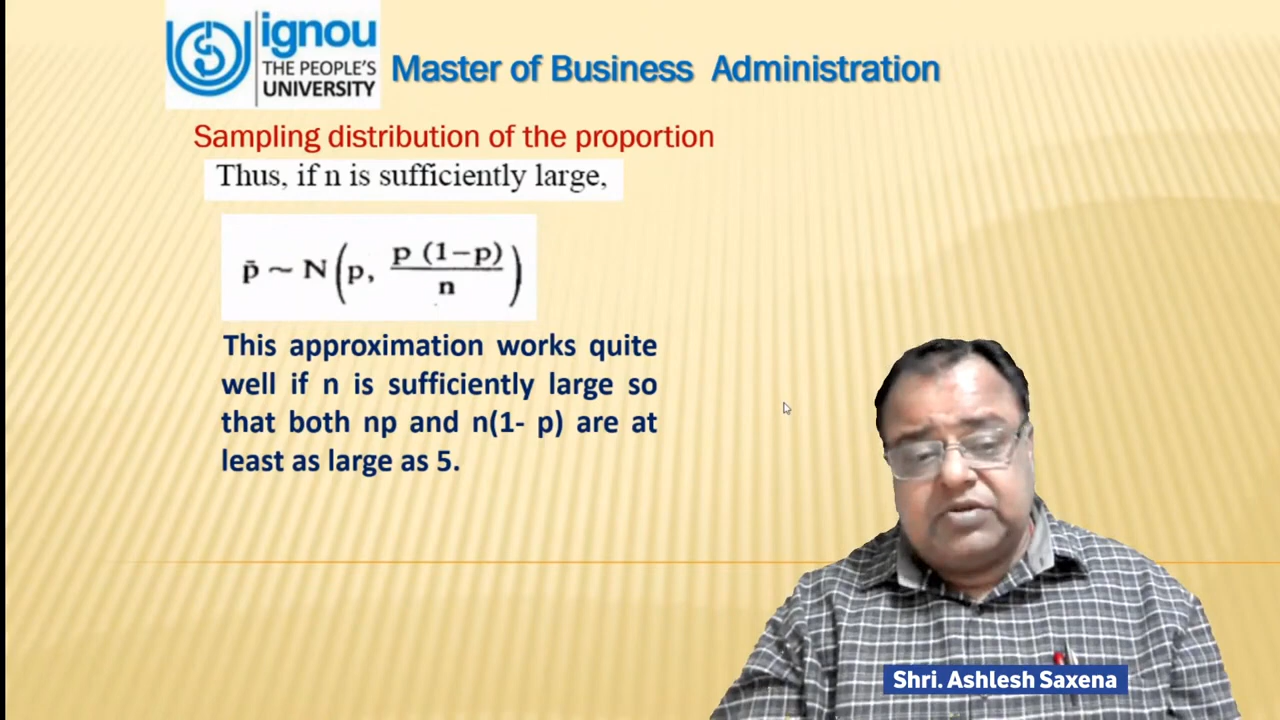 ignou
THE PEOPLE'S
UNIVERSITY
Master of Business Administration
Sampling distribution of the proportion
Thus, if n is sufficiently large,
p̄ ~ N(p, p (1−p)/n)
This approximation works quite
well if n is sufficiently large so
that both np and n(1- p) are at
least as large as 5.
Shri. Ashlesh Saxena